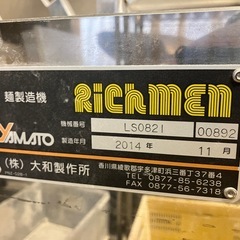 麺製造機 RichMEN
機械番号 LS0821 00892
製造年月 2014年 11月
YAMATO
(株)大和製作所
香川県綾歌郡宇多津町浜三番丁37番4
TEL 0877-85-6238
FAX 0877-56-7318